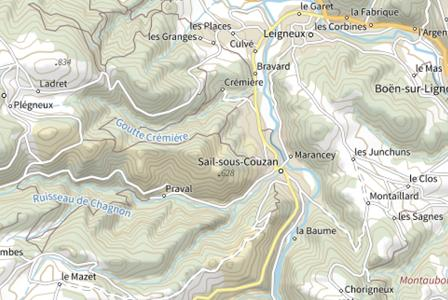 le Garet
les Places
la Fabrique
les Granges
Leigneux
les Corbines
l'Argen
Culvé
834
Bravard
le Mas
Ladret
Crémière
Boën-sur-Lign
Plégneux
Goutte Crémière
Sail-sous-Couzan
Marancey
les Junchuns
628
le Clos
Praval
Montaillard
Ruisseau de Chagnon
les Sagnes
la Baume
mbes
le Mazet
Montaubo
Chorigneux